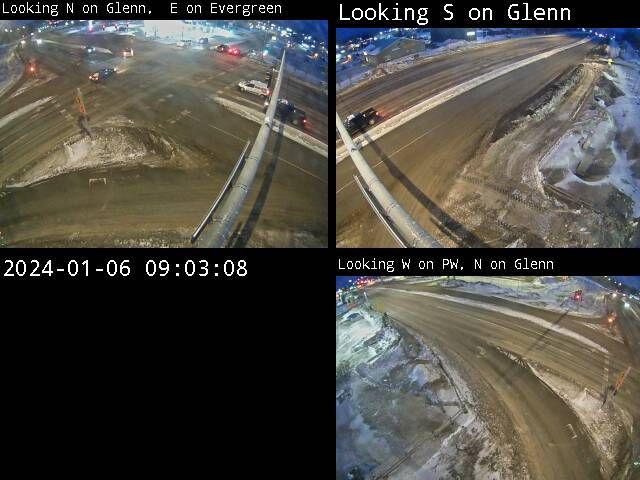 Looking N on Glenn, E on Evergreen
Looking S on Glenn
2024-01-06 09:03:08
Looking W on PW, N on Glenn